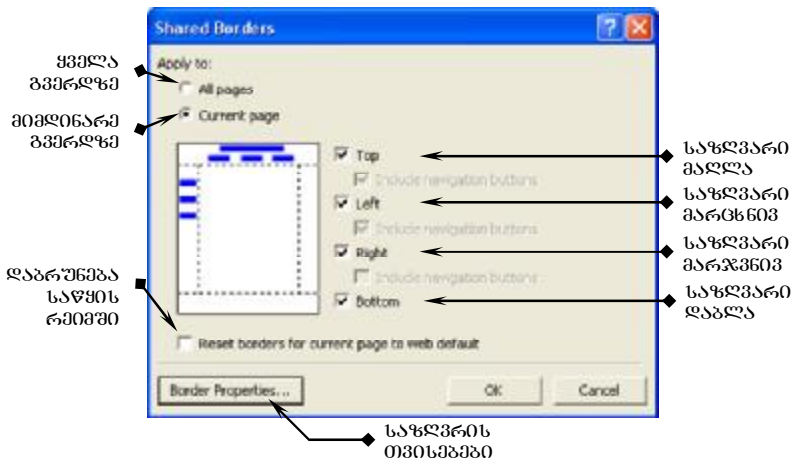 Shared Borders
Apply to:
ყველა
გვერდზე
All pages
მიმდინარე
გვერდზე
Current page
Top
საზღვარი
მაღლა
Include navigation buttons
Left
საზღვარი
მარცხნივ
Include navigation buttons
Right
საზღვარი
მარჯვნივ
Include navigation buttons
Bottom
საზღვარი
დაბლა
დაბრუნება
საწყის
რეიმში
Reset borders for current page to web default
Border Properties...
OK
Cancel
საზღვრის
თვისებები